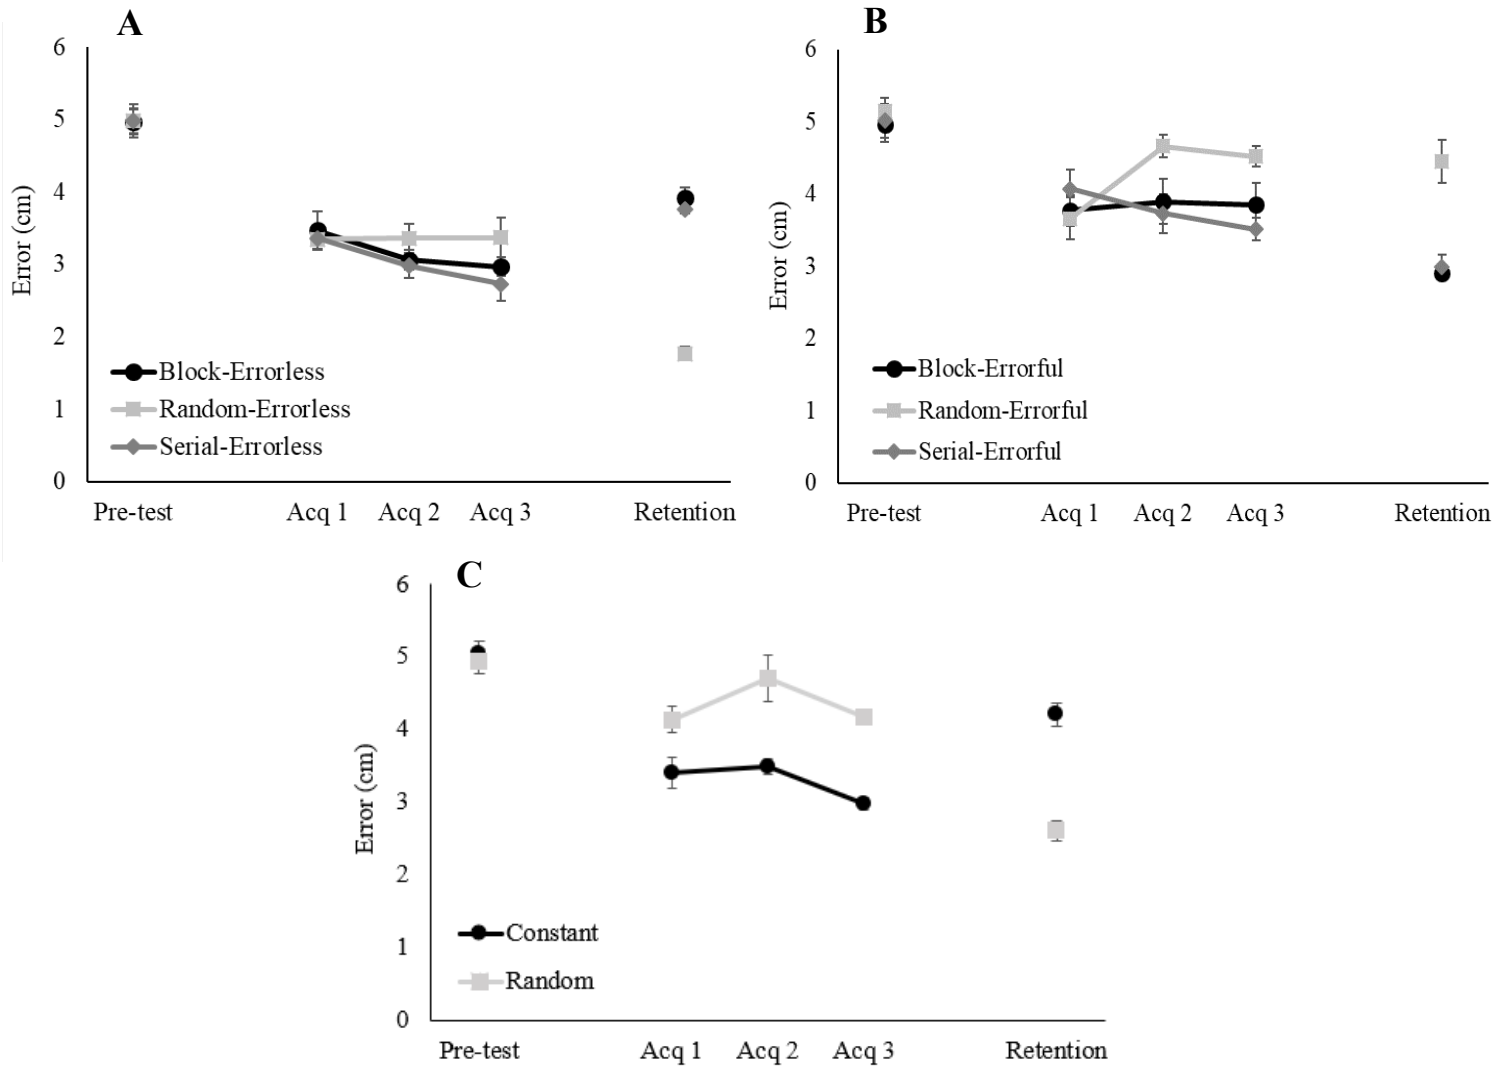 A
6
5
4
3
2
1
0
Error (cm)
Block-Errorless
Random-Errorless
Serial-Errorless
Pre-test Acq 1 Acq 2 Acq 3 Retention
B
6
5
4
3
2
1
0
Error (cm)
Block-Errorful
Random-Errorful
Serial-Errorful
Pre-test Acq 1 Acq 2 Acq 3 Retention
C
6
5
4
3
2
1
0
Error (cm)
Constant
Random
Pre-test Acq 1 Acq 2 Acq 3 Retention